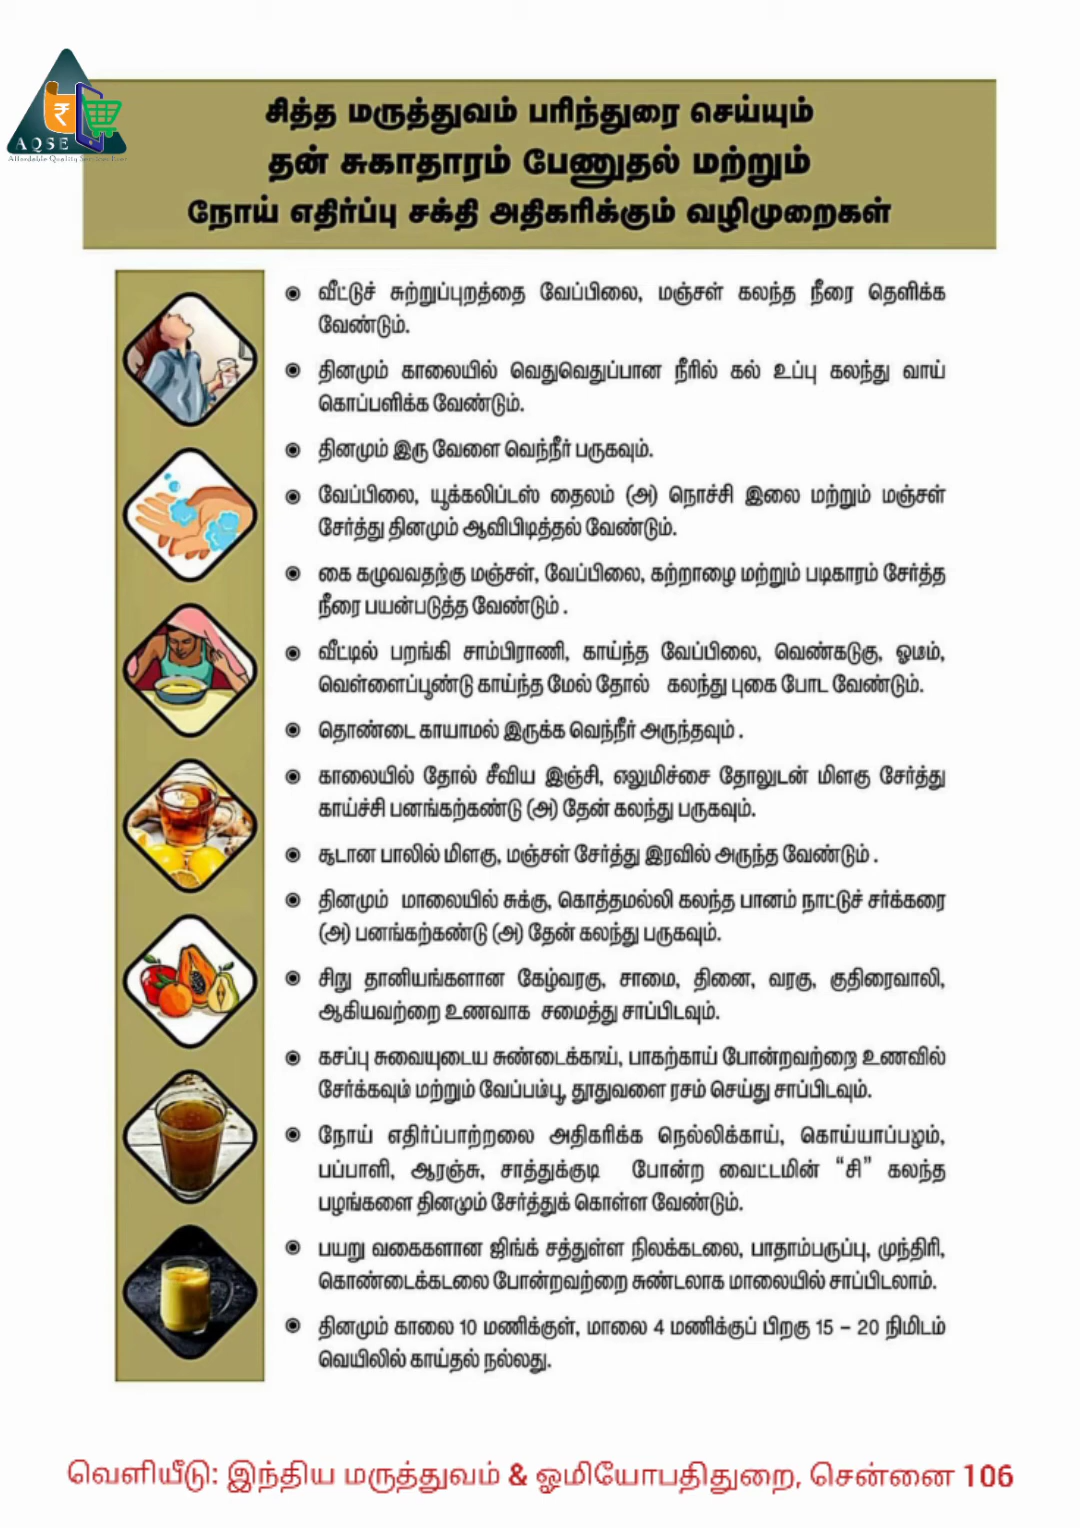 AQSE
Affordable Quality Services Ever
சித்த மருத்துவம் பரிந்துரை செய்யும்
தன் சுகாதாரம் பேணுதல் மற்றும்
நோய் எதிர்ப்பு சக்தி அதிகரிக்கும் வழிமுறைகள்
வீட்டுச் சுற்றுப்புறத்தை வேப்பிலை, மஞ்சள் கலந்த நீரை தெளிக்க
வேண்டும்.
தினமும் காலையில் வெதுவெதுப்பான நீரில் கல் உப்பு கலந்து வாய்
கொப்பளிக்க வேண்டும்.
தினமும் இரு வேளை வெந்நீர் பருகவும்.
வேப்பிலை, யூக்கலிப்டஸ் தைலம் (அ) நொச்சி இலை மற்றும் மஞ்சள்
சேர்த்து தினமும் ஆவிபிடித்தல் வேண்டும்.
கை கழுவவதற்கு மஞ்சள், வேப்பிலை, கற்றாழை மற்றும் படிகாரம் சேர்த்த
நீரை பயன்படுத்த வேண்டும் .
வீட்டில் பறங்கி சாம்பிராணி, காய்ந்த வேப்பிலை, வெண்கடுகு, ஓமம்,
வெள்ளைப்பூண்டு காய்ந்த மேல் தோல் கலந்து புகை போட வேண்டும்.
தொண்டை காயாமல் இருக்க வெந்நீர் அருந்தவும் .
காலையில் தோல் சீவிய இஞ்சி, எலுமிச்சை தோலுடன் மிளகு சேர்த்து
காய்ச்சி பனங்கற்கண்டு (அ) தேன் கலந்து பருகவும்.
சூடான பாலில் மிளகு, மஞ்சள் சேர்த்து இரவில் அருந்த வேண்டும் .
தினமும் மாலையில் சுக்கு, கொத்தமல்லி கலந்த பானம் நாட்டுச் சர்க்கரை
(அ) பனங்கற்கண்டு (அ) தேன் கலந்து பருகவும்.
சிறு தானியங்களான கேழ்வரகு, சாமை, தினை, வரகு, குதிரைவாலி,
ஆகியவற்றை உணவாக சமைத்து சாப்பிடவும்.
கசப்பு சுவையுடைய சுண்டைக்காய், பாகற்காய் போன்றவற்றை உணவில்
சேர்க்கவும் மற்றும் வேப்பம்பூ, தூதுவளை ரசம் செய்து சாப்பிடவும்.
நோய் எதிர்ப்பாற்றலை அதிகரிக்க நெல்லிக்காய், கொய்யாப்பழம்,
பப்பாளி, ஆரஞ்சு, சாத்துக்குடி போன்ற வைட்டமின் “சி” கலந்த
பழங்களை தினமும் சேர்த்துக் கொள்ள வேண்டும்.
பயறு வகைகளான ஜிங்க் சத்துள்ள நிலக்கடலை, பாதாம்பருப்பு, முந்திரி,
கொண்டைக்கடலை போன்றவற்றை சுண்டலாக மாலையில் சாப்பிடலாம்.
தினமும் காலை 10 மணிக்குள், மாலை 4 மணிக்குப் பிறகு 15 – 20 நிமிடம்
வெயிலில் காய்தல் நல்லது.
வெளியீடு: இந்திய மருத்துவம் & ஓமியோபதிதுறை, சென்னை 106